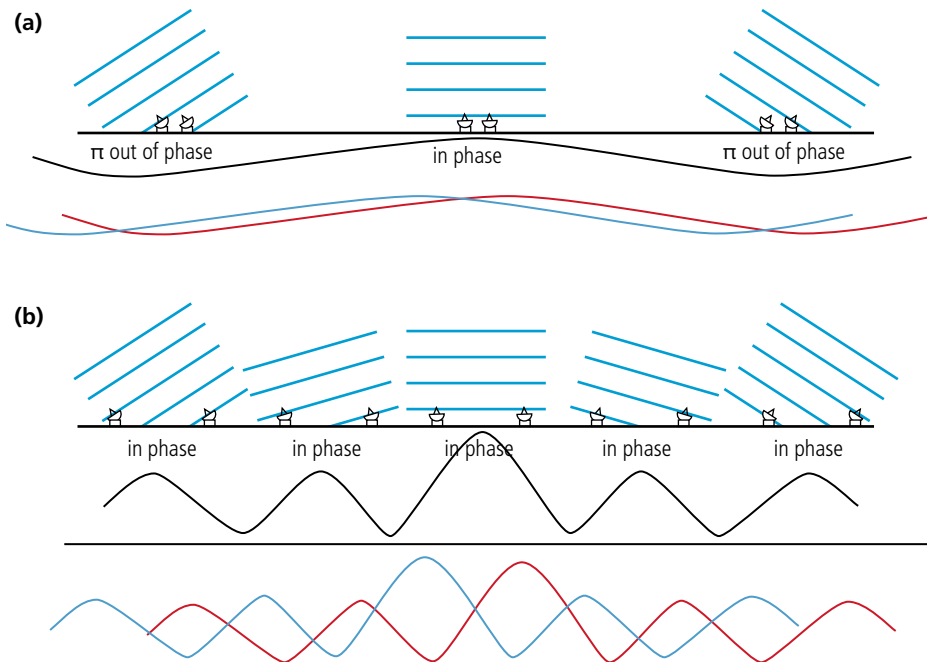 (a)
π out of phase
in phase
π out of phase
(b)
in phase
in phase
in phase
in phase
in phase